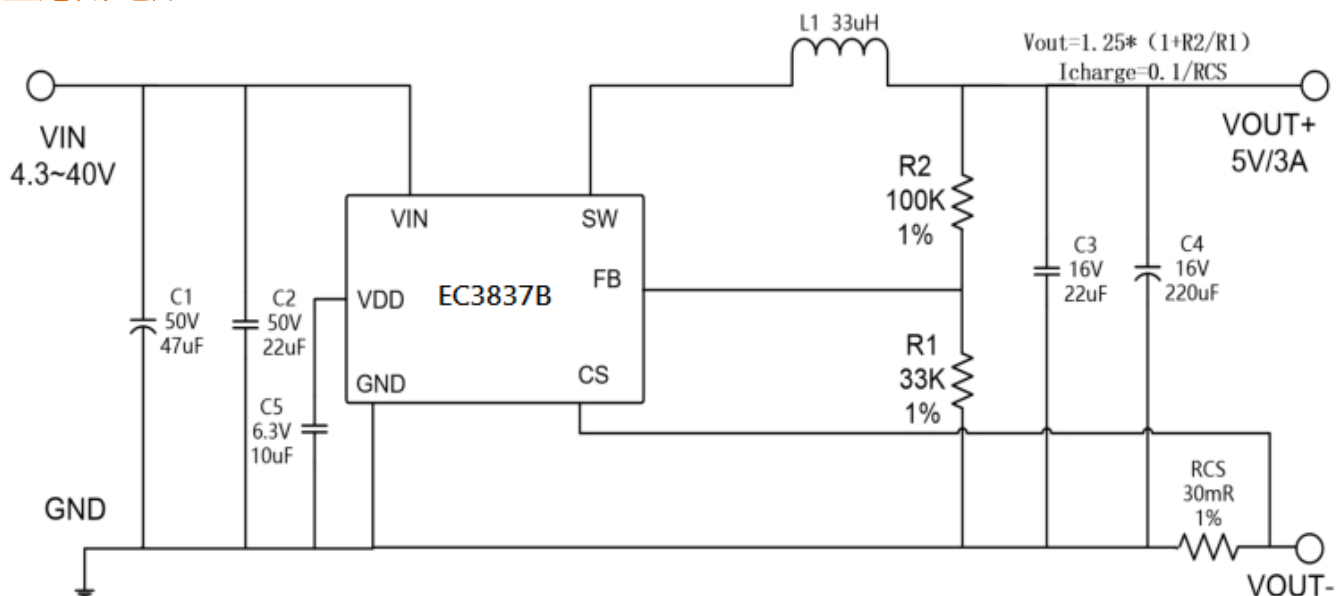 L1 33uH
Vout=1.25* (1+R2/R1)
Icharge=0.1/RCS
VIN
4.3~40V
VOUT+
5V/3A
R2
100K
1%
VIN
SW
FB
EC3837B
VDD
GND
CS
C1
50V
47uF
C2
50V
22uF
C3
16V
22uF
C4
16V
220uF
R1
33K
1%
C5
6.3V
10uF
RCS
30mR
1%
GND
VOUT-